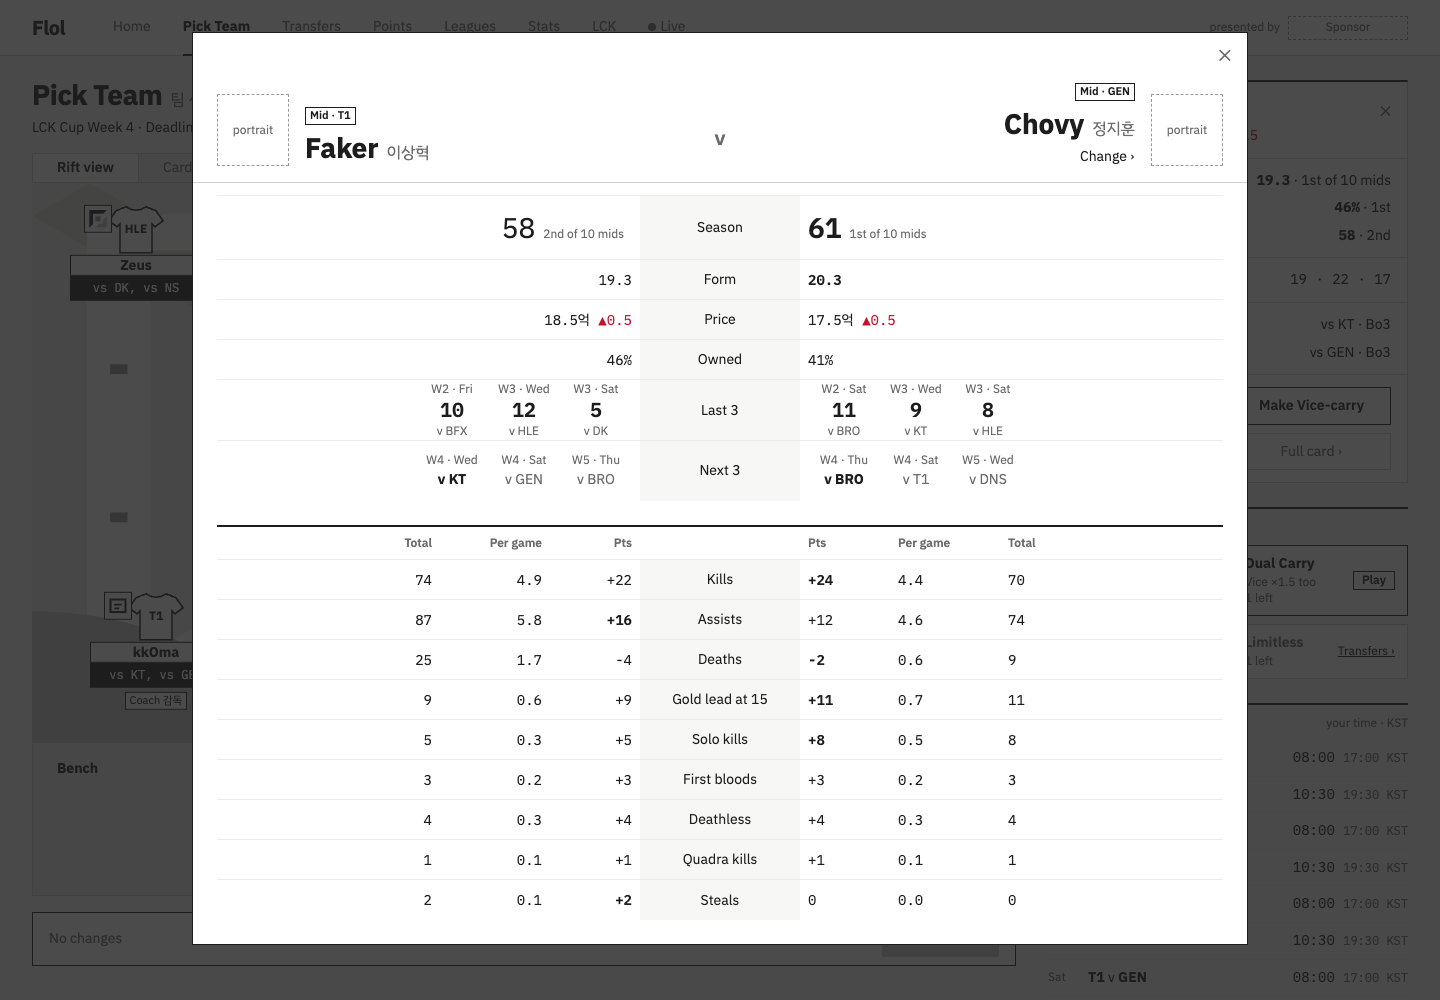 Flol Home Pick Team Transfers Points Leagues Stats LCK ● Live presented by Sponsor
Pick Team 팀
LCK Cup Week 4 · Deadlin
Rift view Card
HLE
Zeus
vs DK, vs NS
T1
kkOma
vs KT, vs GE
Coach 감독
Bench
No changes
×
portrait
Mid · T1
Faker 이상혁
v
Mid · GEN
Chovy 정지훈
Change ›
portrait
58 2nd of 10 mids Season 61 1st of 10 mids
19.3 Form 20.3
18.5억 ▲0.5 Price 17.5억 ▲0.5
46% Owned 41%
W2 · Fri W3 · Wed W3 · Sat W2 · Sat W3 · Wed W3 · Sat
10 12 5 Last 3 11 9 8
v BFX v HLE v DK v BRO v KT v HLE
W4 · Wed W4 · Sat W5 · Thu W4 · Thu W4 · Sat W5 · Wed
Next 3
v KT v GEN v BRO v BRO v T1 v DNS
Total Per game Pts Pts Per game Total
74 4.9 +22 Kills +24 4.4 70
87 5.8 +16 Assists +12 4.6 74
25 1.7 -4 Deaths -2 0.6 9
9 0.6 +9 Gold lead at 15 +11 0.7 11
5 0.3 +5 Solo kills +8 0.5 8
3 0.2 +3 First bloods +3 0.2 3
4 0.3 +4 Deathless +4 0.3 4
1 0.1 +1 Quadra kills +1 0.1 1
2 0.1 +2 Steals 0 0.0 0
×
5
19.3 · 1st of 10 mids
46% · 1st
58 · 2nd
19 · 22 · 17
vs KT · Bo3
vs GEN · Bo3
Make Vice-carry
Full card ›
Dual Carry
Vice ×1.5 too
1 left
Play
Limitless
1 left
Transfers ›
your time · KST
08:00 17:00 KST
10:30 19:30 KST
08:00 17:00 KST
10:30 19:30 KST
08:00 17:00 KST
10:30 19:30 KST
Sat T1 v GEN 08:00 17:00 KST